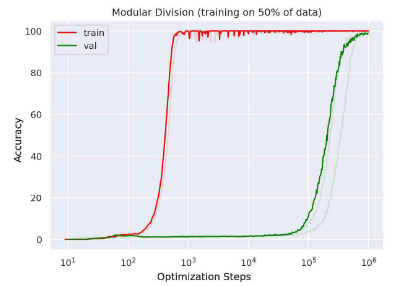 Modular Division (training on 50% of data)
train
val
100
80
60
40
20
0
Accuracy
10¹
10²
10³
10⁴
10⁵
10⁶
Optimization Steps